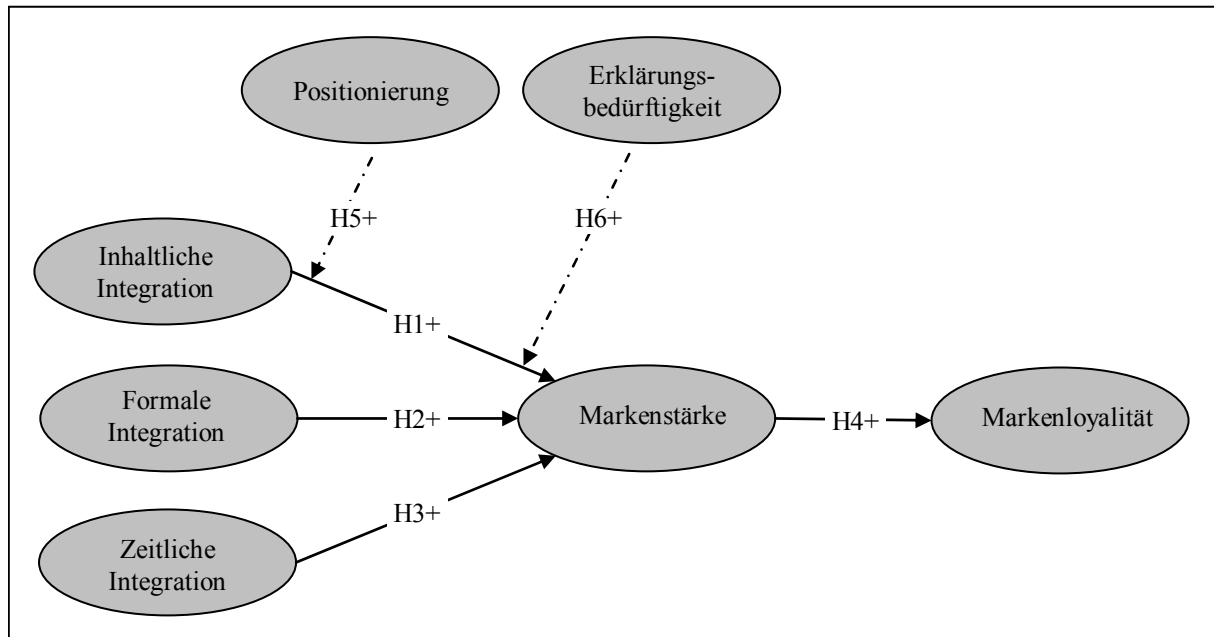 Positionierung
Erklärungs-
bedürftigkeit
H5+
H6+
Inhaltliche
Integration
H1+
Formale
Integration
H2+
Markenstärke
H4+
Markenloyalität
H3+
Zeitliche
Integration